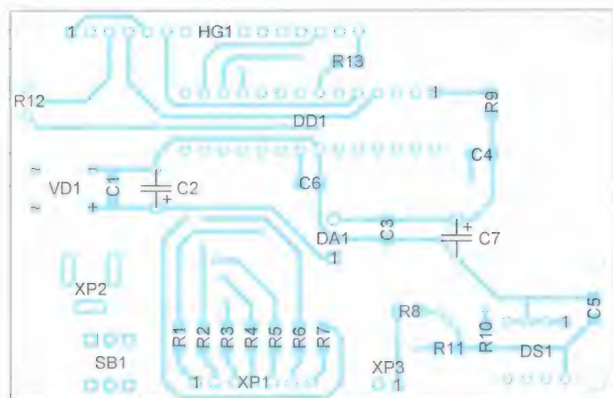 1 HG1
R13
R12 1 R9
DD1
C4
~ - C6
VD1 C1 C2
+
~ + +
DA1 C3 C7
1
XP2
R8 C5
R1 R2 R3 R4 R5 R6 R7 R10 1
SB1 R11 DS1
1 XP1 XP3 1